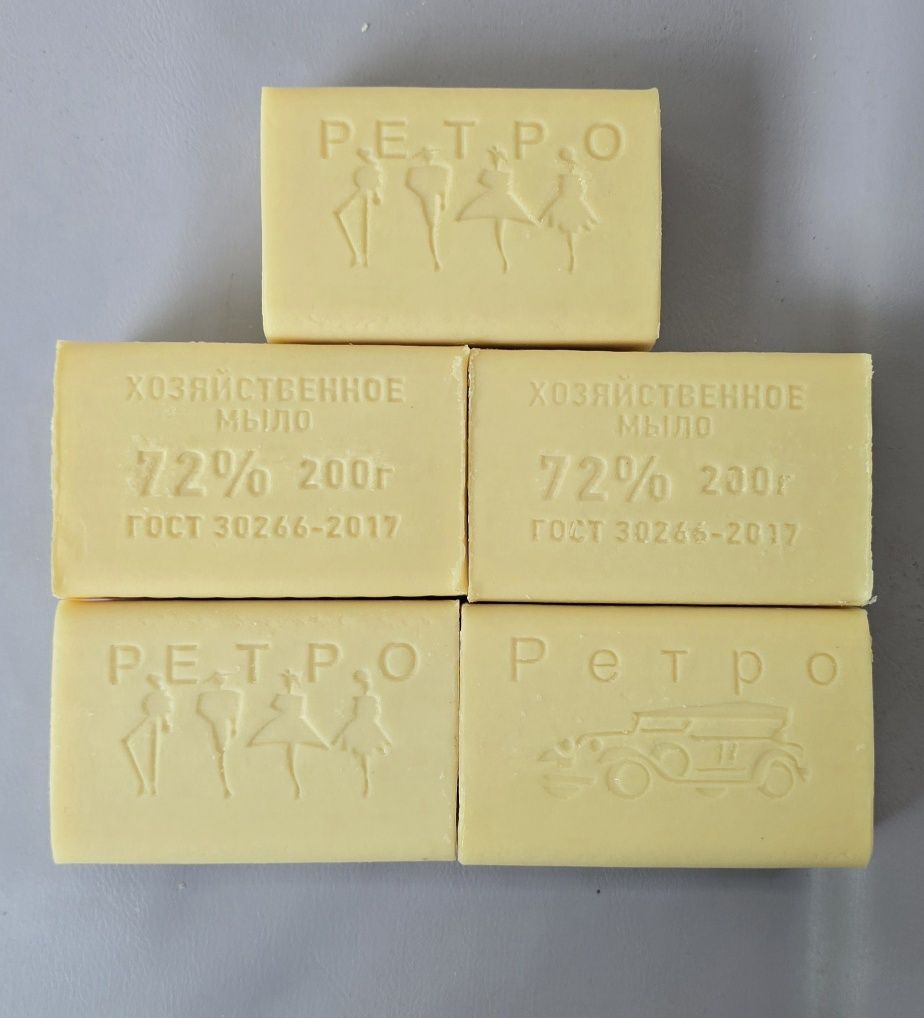 РЕТРО
ХОЗЯЙСТВЕННОЕ
МЫЛО
72% 200г
ГОСТ 30266-2017
ХОЗЯЙСТВЕННОЕ
МЫЛО
72% 200г
ГОСТ 30266-2017
РЕТРО
Ретро